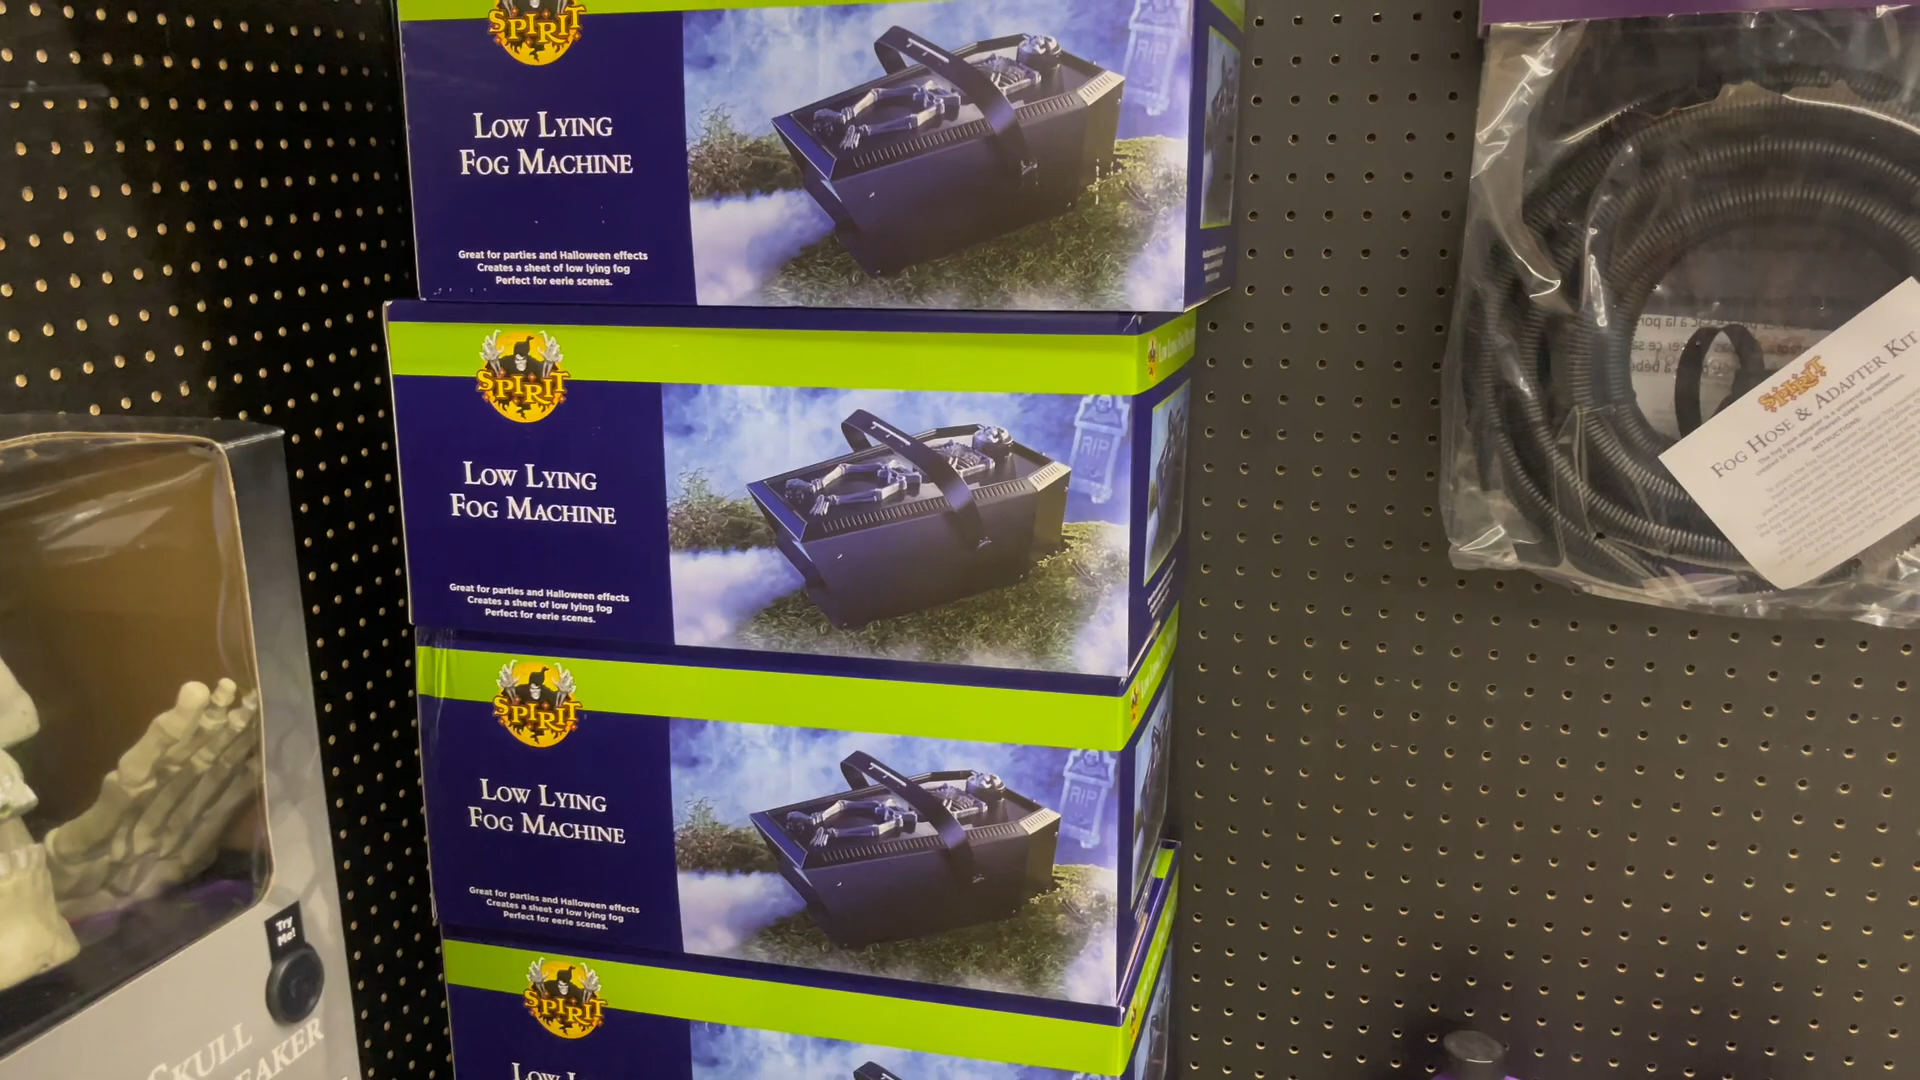 SPIRIT
LOW LYING
FOG MACHINE
Great for parties and Halloween effects
Creates a sheet of low lying fog
Perfect for eerie scenes.
RIP
SPIRIT
LOW LYING
FOG MACHINE
Great for parties and Halloween effects
Creates a sheet of low lying fog
Perfect for eerie scenes.
RIP
SPIRIT
LOW LYING
FOG MACHINE
Great for parties and Halloween effects
Creates a sheet of low lying fog
Perfect for eerie scenes.
RIP
SPIRIT
LOW
SPIRIT
FOG HOSE & ADAPTER KIT
INSTRUCTIONS:
Try
Me!
SKULL